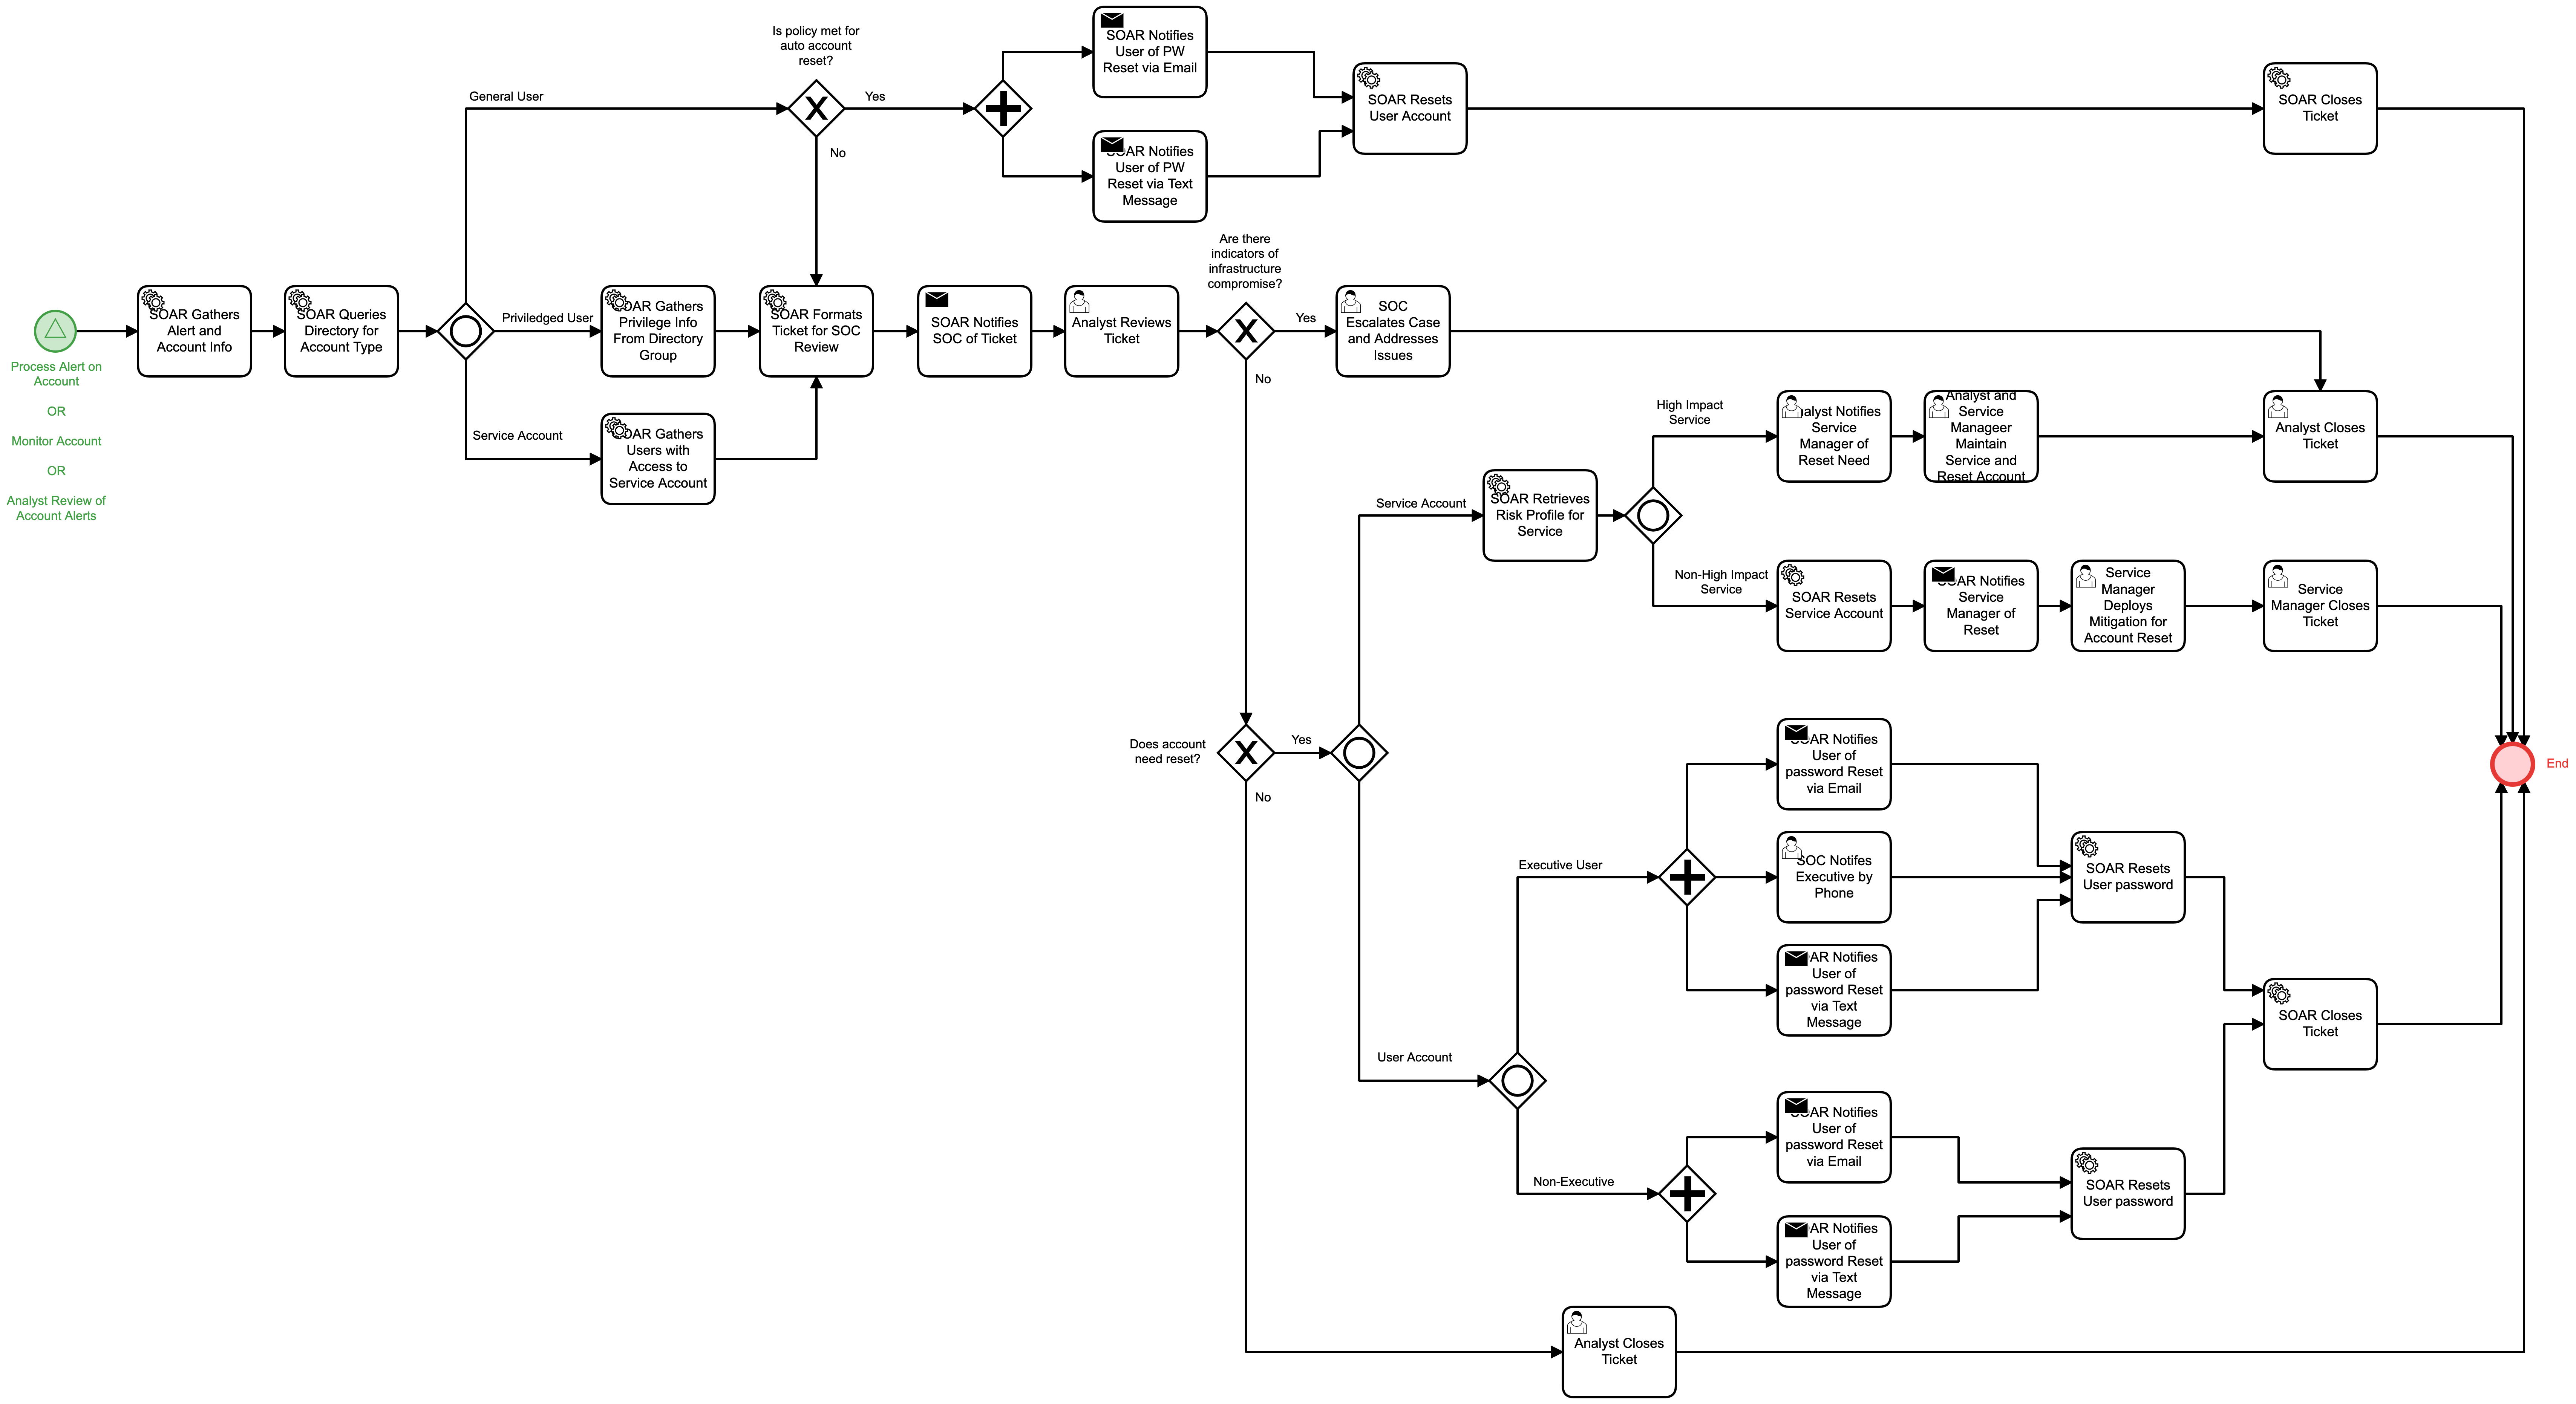 Is policy met for
auto account
reset?
General User
Yes
No
SOAR Notifies
User of PW
Reset via Email
SOAR Notifies
User of PW
Reset via Text
Message
SOAR Resets
User Account
SOAR Closes
Ticket
Process Alert on
Account
OR
Monitor Account
OR
Analyst Review of
Account Alerts
SOAR Gathers
Alert and
Account Info
SOAR Queries
Directory for
Account Type
Priviledged User
SOAR Gathers
Privilege Info
From Directory
Group
Service Account
SOAR Gathers
Users with
Access to
Service Account
SOAR Formats
Ticket for SOC
Review
SOAR Notifies
SOC of Ticket
Analyst Reviews
Ticket
Are there
indicators of
infrastructure
compromise?
Yes
No
SOC
Escalates Case
and Addresses
Issues
High Impact
Service
Analyst Notifies
Service
Manager of
Reset Need
Analyst and
Service
Manageer
Maintain
Service and
Reset Account
Analyst Closes
Ticket
Service Account
SOAR Retrieves
Risk Profile for
Service
Non-High Impact
Service
SOAR Resets
Service Account
SOAR Notifies
Service
Manager of
Reset
Service
Manager
Deploys
Mitigation for
Account Reset
Service
Manager Closes
Ticket
Does account
need reset?
Yes
No
SOAR Notifies
User of
password Reset
via Email
End
Executive User
SOC Notifes
Executive by
Phone
SOAR Resets
User password
SOAR Notifies
User of
password Reset
via Text
Message
SOAR Closes
Ticket
User Account
SOAR Notifies
User of
password Reset
via Email
Non-Executive
SOAR Resets
User password
SOAR Notifies
User of
password Reset
via Text
Message
Analyst Closes
Ticket